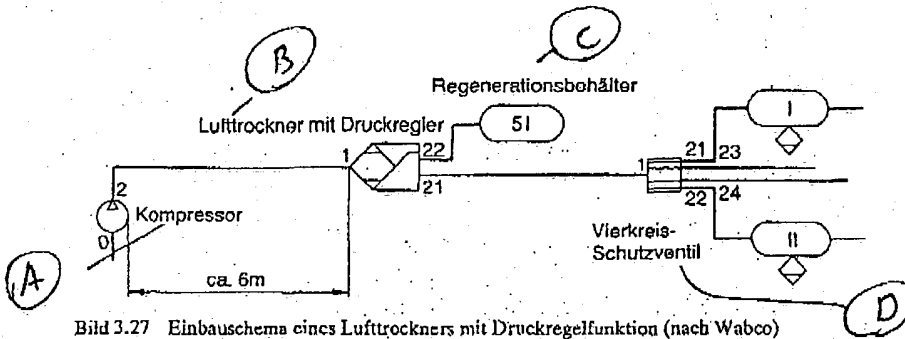 B
C
Regenerationsbehälter
Lufttrockner mit Druckregler
5l
I
1
22
21
1
21
23
22
24
2
Kompressor
0
Vierkreis-
Schutzventil
II
A
ca. 6m
D
Bild 3.27 Einbauschema eines Lufttrockners mit Druckregelfunktion (nach Wabco)